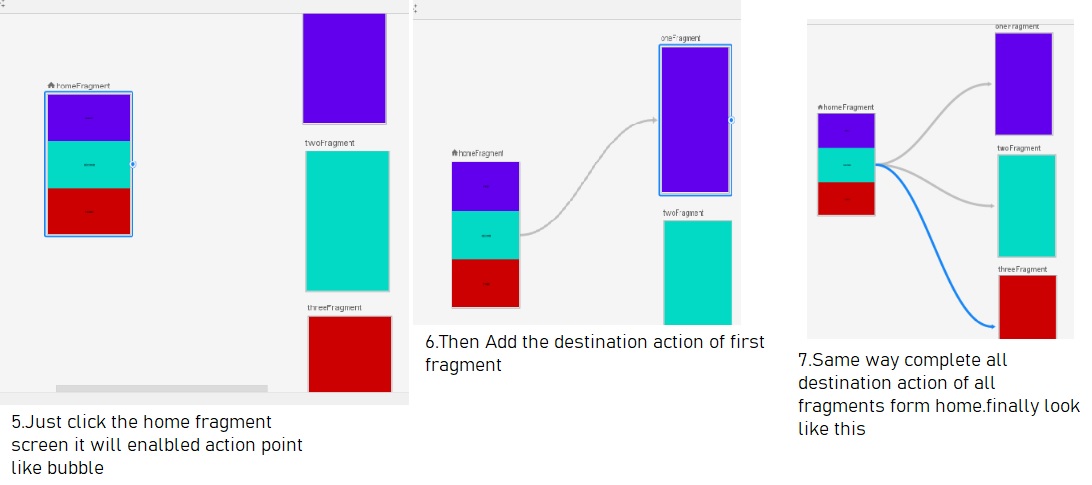 homeFragment
twoFragment
threeFragment
5.Just click the home fragment
screen it will enalbled action point
like bubble
oneFragment
homeFragment
twoFragment
6.Then Add the destination action of first
fragment
oneFragment
homeFragment
twoFragment
threeFragment
7.Same way complete all
destination action of all
fragments form home.finally look
like this